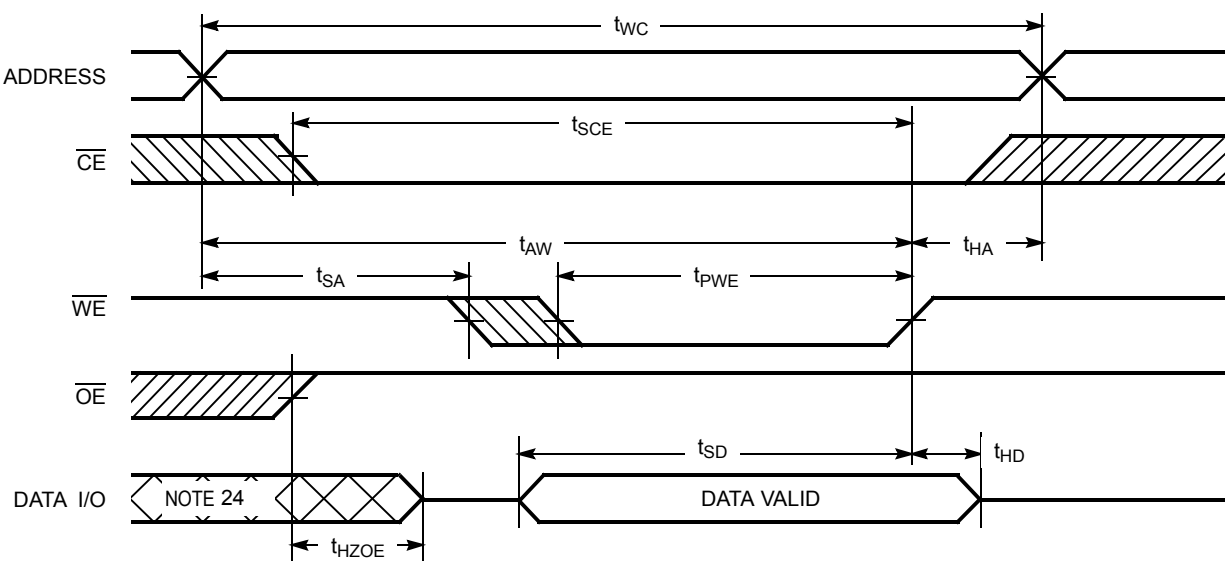 tWC
ADDRESS
tSCE
CE
tAW
tHA
tSA
tPWE
WE
OE
tSD
tHD
DATA I/O
NOTE 24
DATA VALID
tHZOE